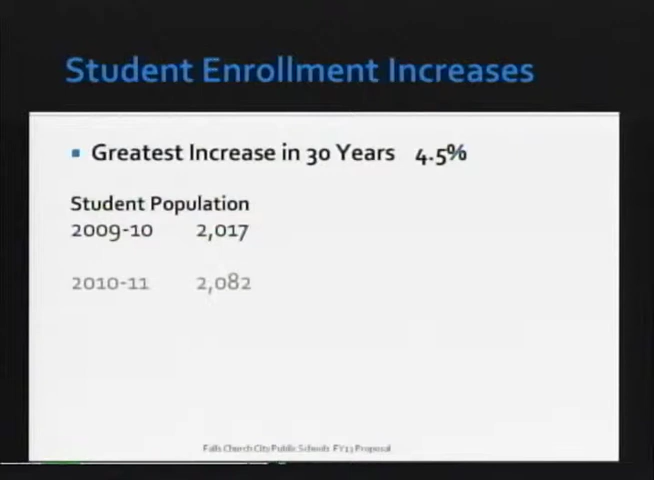 Student Enrollment Increases
▪ Greatest Increase in 30 Years 4.5%
Student Population
2009-10 2,017
2010-11 2,082
Falls Church City Public Schools FY13 Proposal